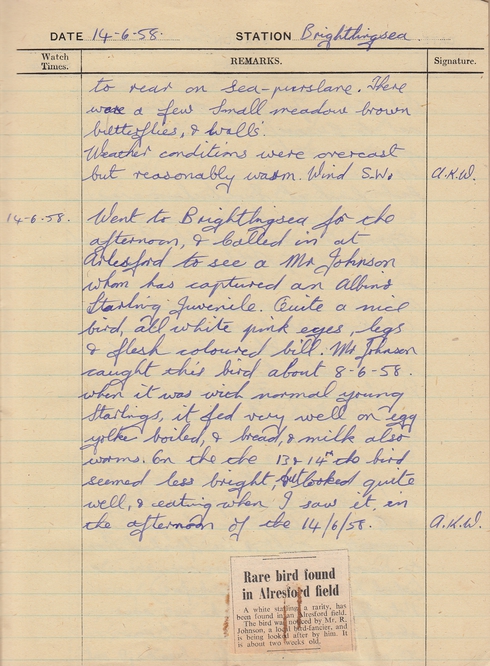 DATE 14-6-58. STATION Brightlingsea.
Watch Times. REMARKS. Signature.
to rear on sea-purslane. There
were a few small meadow brown
butterflies, & walls.
Weather conditions were overcast
but reasonably warm. Wind S.W. A.K.W.
14-6-58. Went to Brightlingsea for the
afternoon, & called in at
Arlesford to see a Mr Johnson
whom has captured an Albino
Starling Juvenile. Quite a nice
bird, all white pink eyes, legs
& flesh coloured bill. Mr Johnson
caught this bird about 8-6-58.
when it was with normal young
Starlings, it fed very well on egg
yolke boiled, & bread, & milk also
worms. On the the 13 & 14th the bird
seemed less bright, but looked quite
well, & eating when I saw it, in
the afternoon of the 14/6/58. A.K.W.
Rare bird found
in Alresford field
A white starling, a rarity, has
been found in an Alresford field.
The bird was noticed by Mr. R.
Johnson, a local bird-fancier, and
is being looked after by him. It
is about two weeks old.